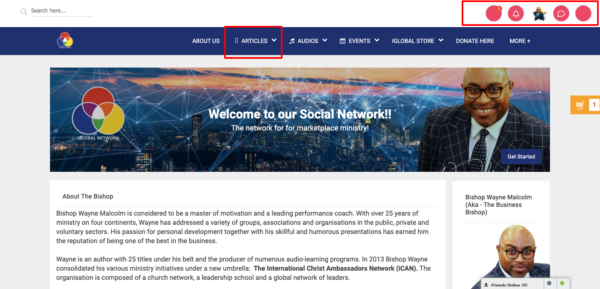 Search here...
ABOUT US ARTICLES AUDIOS EVENTS IGLOBAL STORE DONATE HERE MORE +
Welcome to our Social Network!!
The network for for marketplace ministry!
IGLOBAL NETWORK
Get Started
1
About The Bishop
Bishop Wayne Malcolm is considered to be a master of motivation and a leading performance coach. With over 25 years of
ministry on four continents, Wayne has addressed a variety of groups, associations and organisations in the public, private and
voluntary sectors. His passion for personal development together with his skillful and humorous presentations has earned him
the reputation of being one of the best in the business.
Wayne is an author with 25 titles under his belt and the producer of numerous audio-learning programs. In 2013 Bishop Wayne
consolidated his various ministry initiatives under a new umbrella: The International Christ Ambassadors Network (iCAN). The
organisation is composed of a church network, a leadership school and a global network of leaders.
Bishop Wayne Malcolm
(Aka - The Business
Bishop)
Friends Online